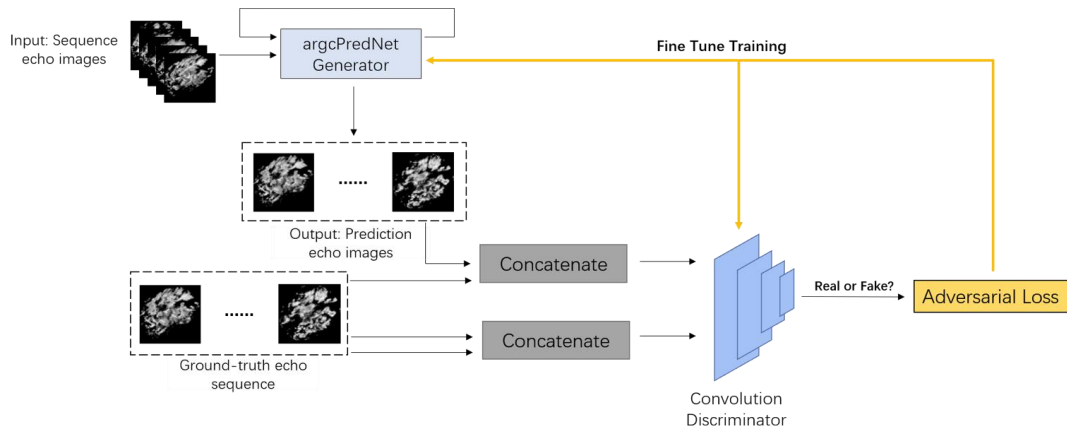 Input: Sequence
echo images
argcPredNet
Generator
Fine Tune Training
......
Output: Prediction
echo images
Concatenate
......
Concatenate
Ground-truth echo
sequence
Real or Fake?
Adversarial Loss
Convolution
Discriminator